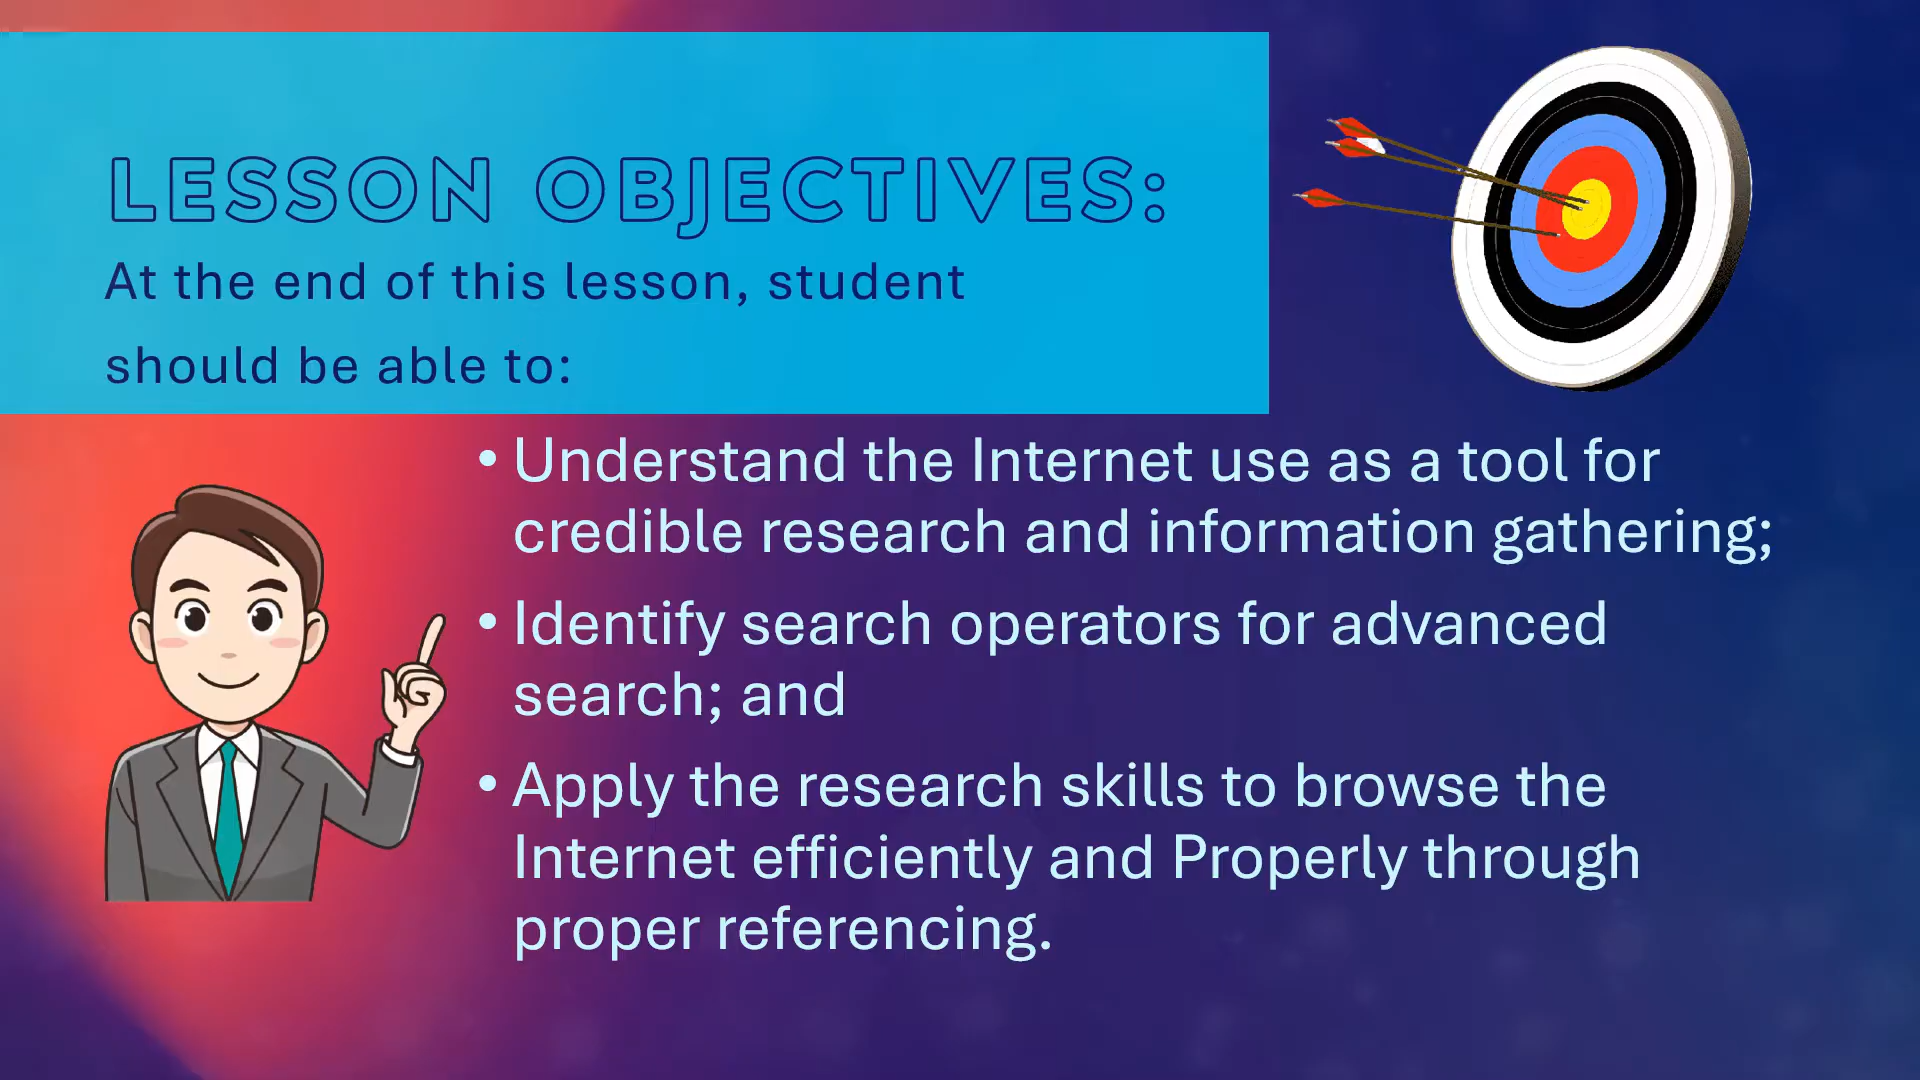 LESSON OBJECTIVES:
At the end of this lesson, student
should be able to:
• Understand the Internet use as a tool for
credible research and information gathering;
• Identify search operators for advanced
search; and
• Apply the research skills to browse the
Internet efficiently and Properly through
proper referencing.